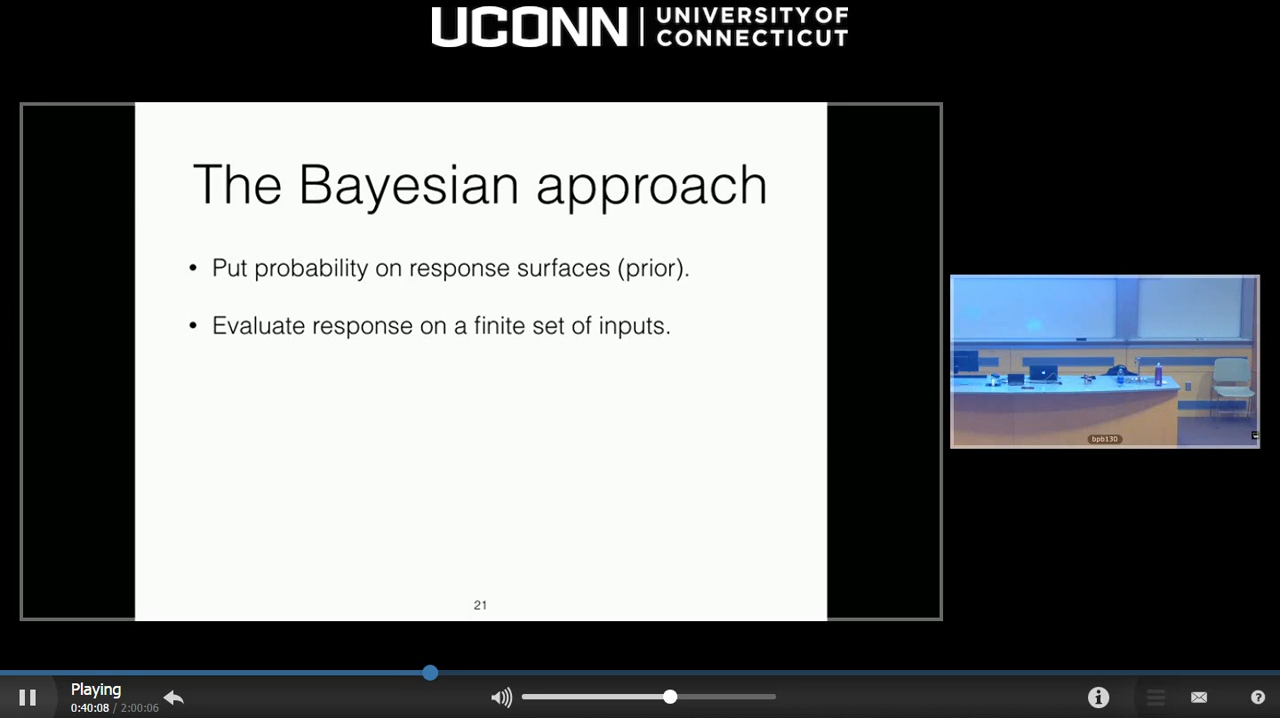 UCONN | UNIVERSITY OF
CONNECTICUT
The Bayesian approach
• Put probability on response surfaces (prior).
• Evaluate response on a finite set of inputs.
21
bpb130
Playing
0:40:08 / 2:00:06